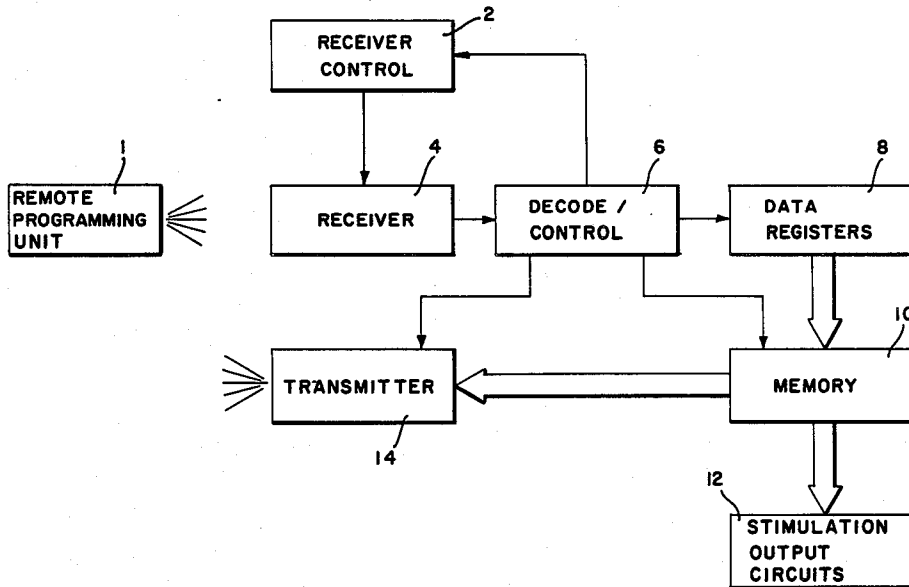 2
RECEIVER
CONTROL
1
REMOTE
PROGRAMMING
UNIT
4
RECEIVER
6
DECODE /
CONTROL
8
DATA
REGISTERS
TRANSMITTER
14
10
MEMORY
12
STIMULATION
OUTPUT
CIRCUITS